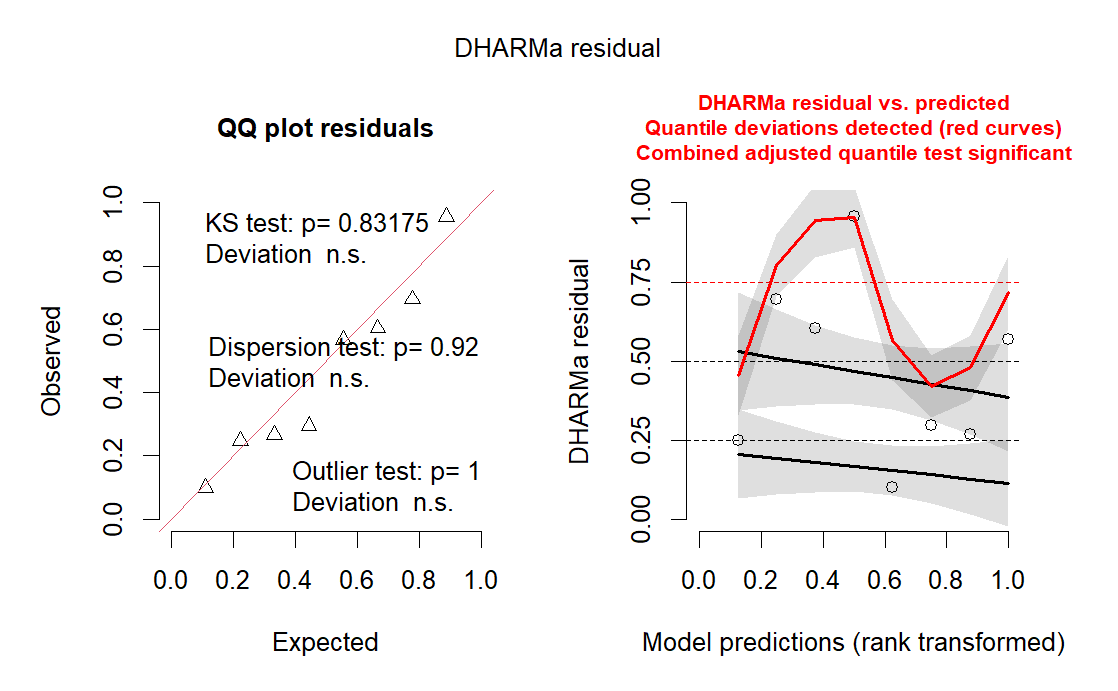 DHARMa residual
QQ plot residuals
KS test: p= 0.83175
Deviation  n.s.
Dispersion test: p= 0.92
Deviation  n.s.
Outlier test: p= 1
Deviation  n.s.
Observed
0.0 0.2 0.4 0.6 0.8 1.0
0.0 0.2 0.4 0.6 0.8 1.0
Expected
DHARMa residual vs. predicted
Quantile deviations detected (red curves)
Combined adjusted quantile test significant
DHARMa residual
0.00 0.25 0.50 0.75 1.00
0.0 0.2 0.4 0.6 0.8 1.0
Model predictions (rank transformed)